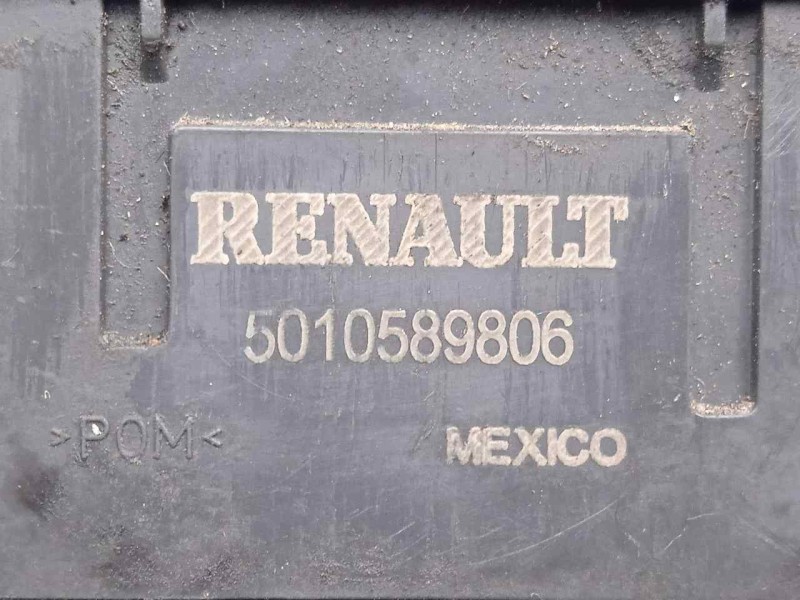 RENAULT
5010589806
>POM<
MEXICO